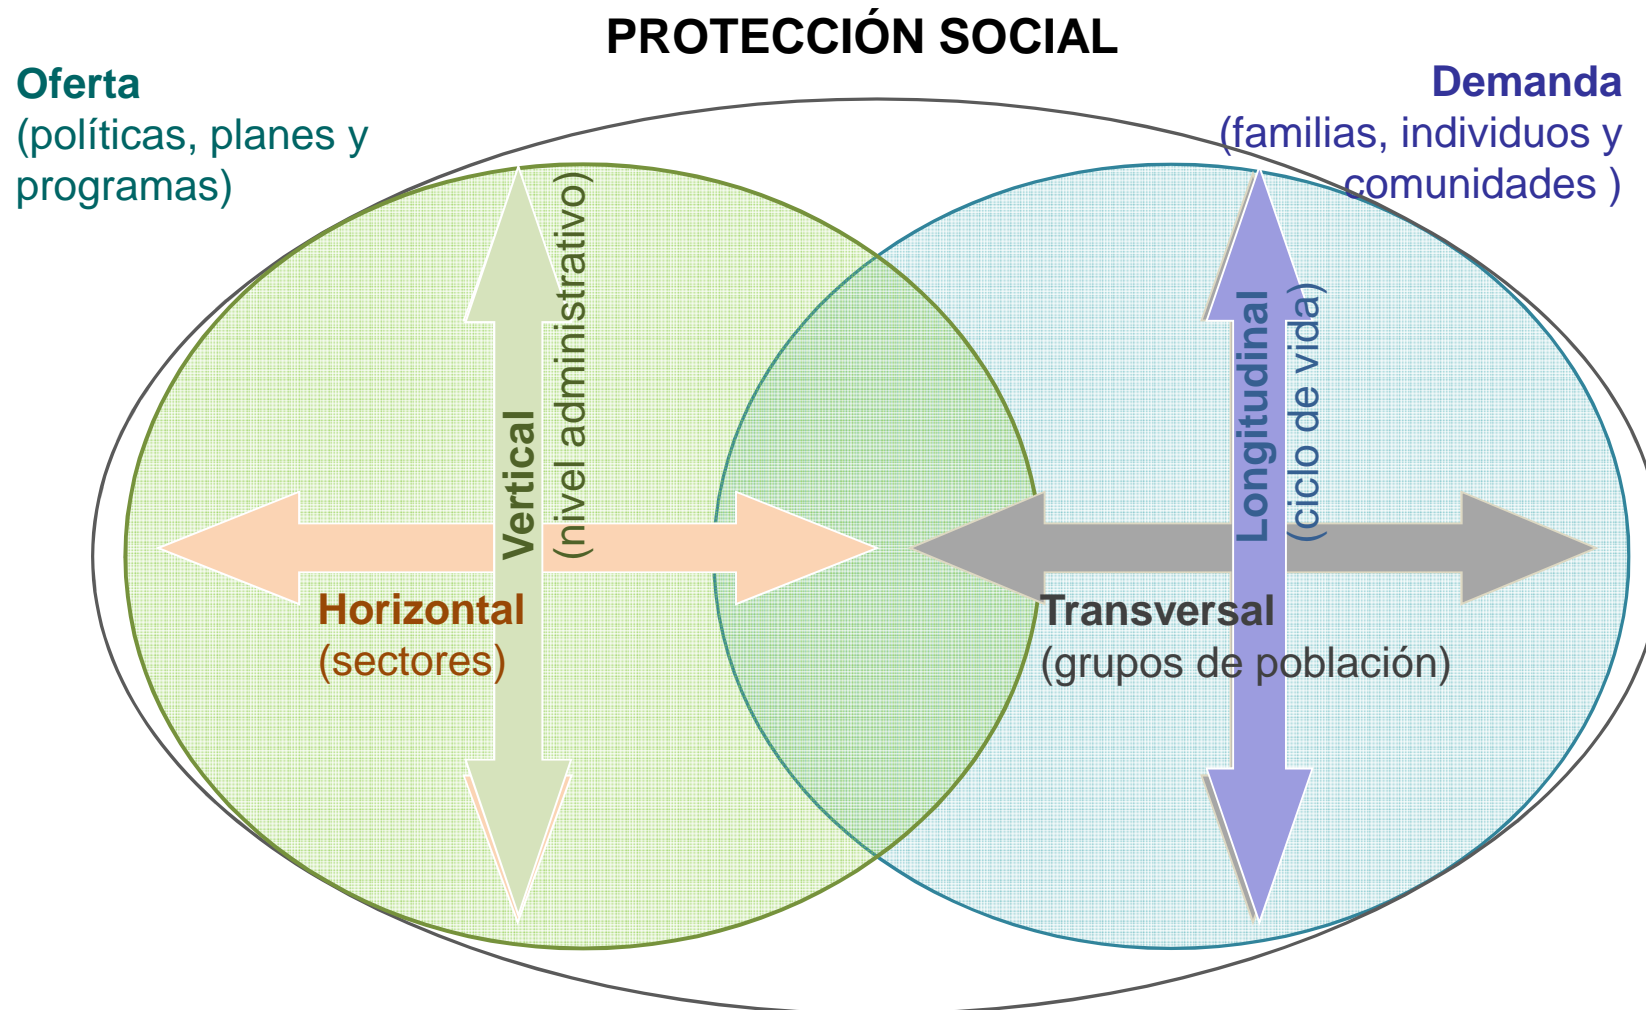 PROTECCIÓN SOCIAL
Oferta
(políticas, planes y
programas)
Demanda
(familias, individuos y
comunidades )
Vertical
(nivel administrativo)
Horizontal
(sectores)
Longitudinal
(ciclo de vida)
Transversal
(grupos de población)